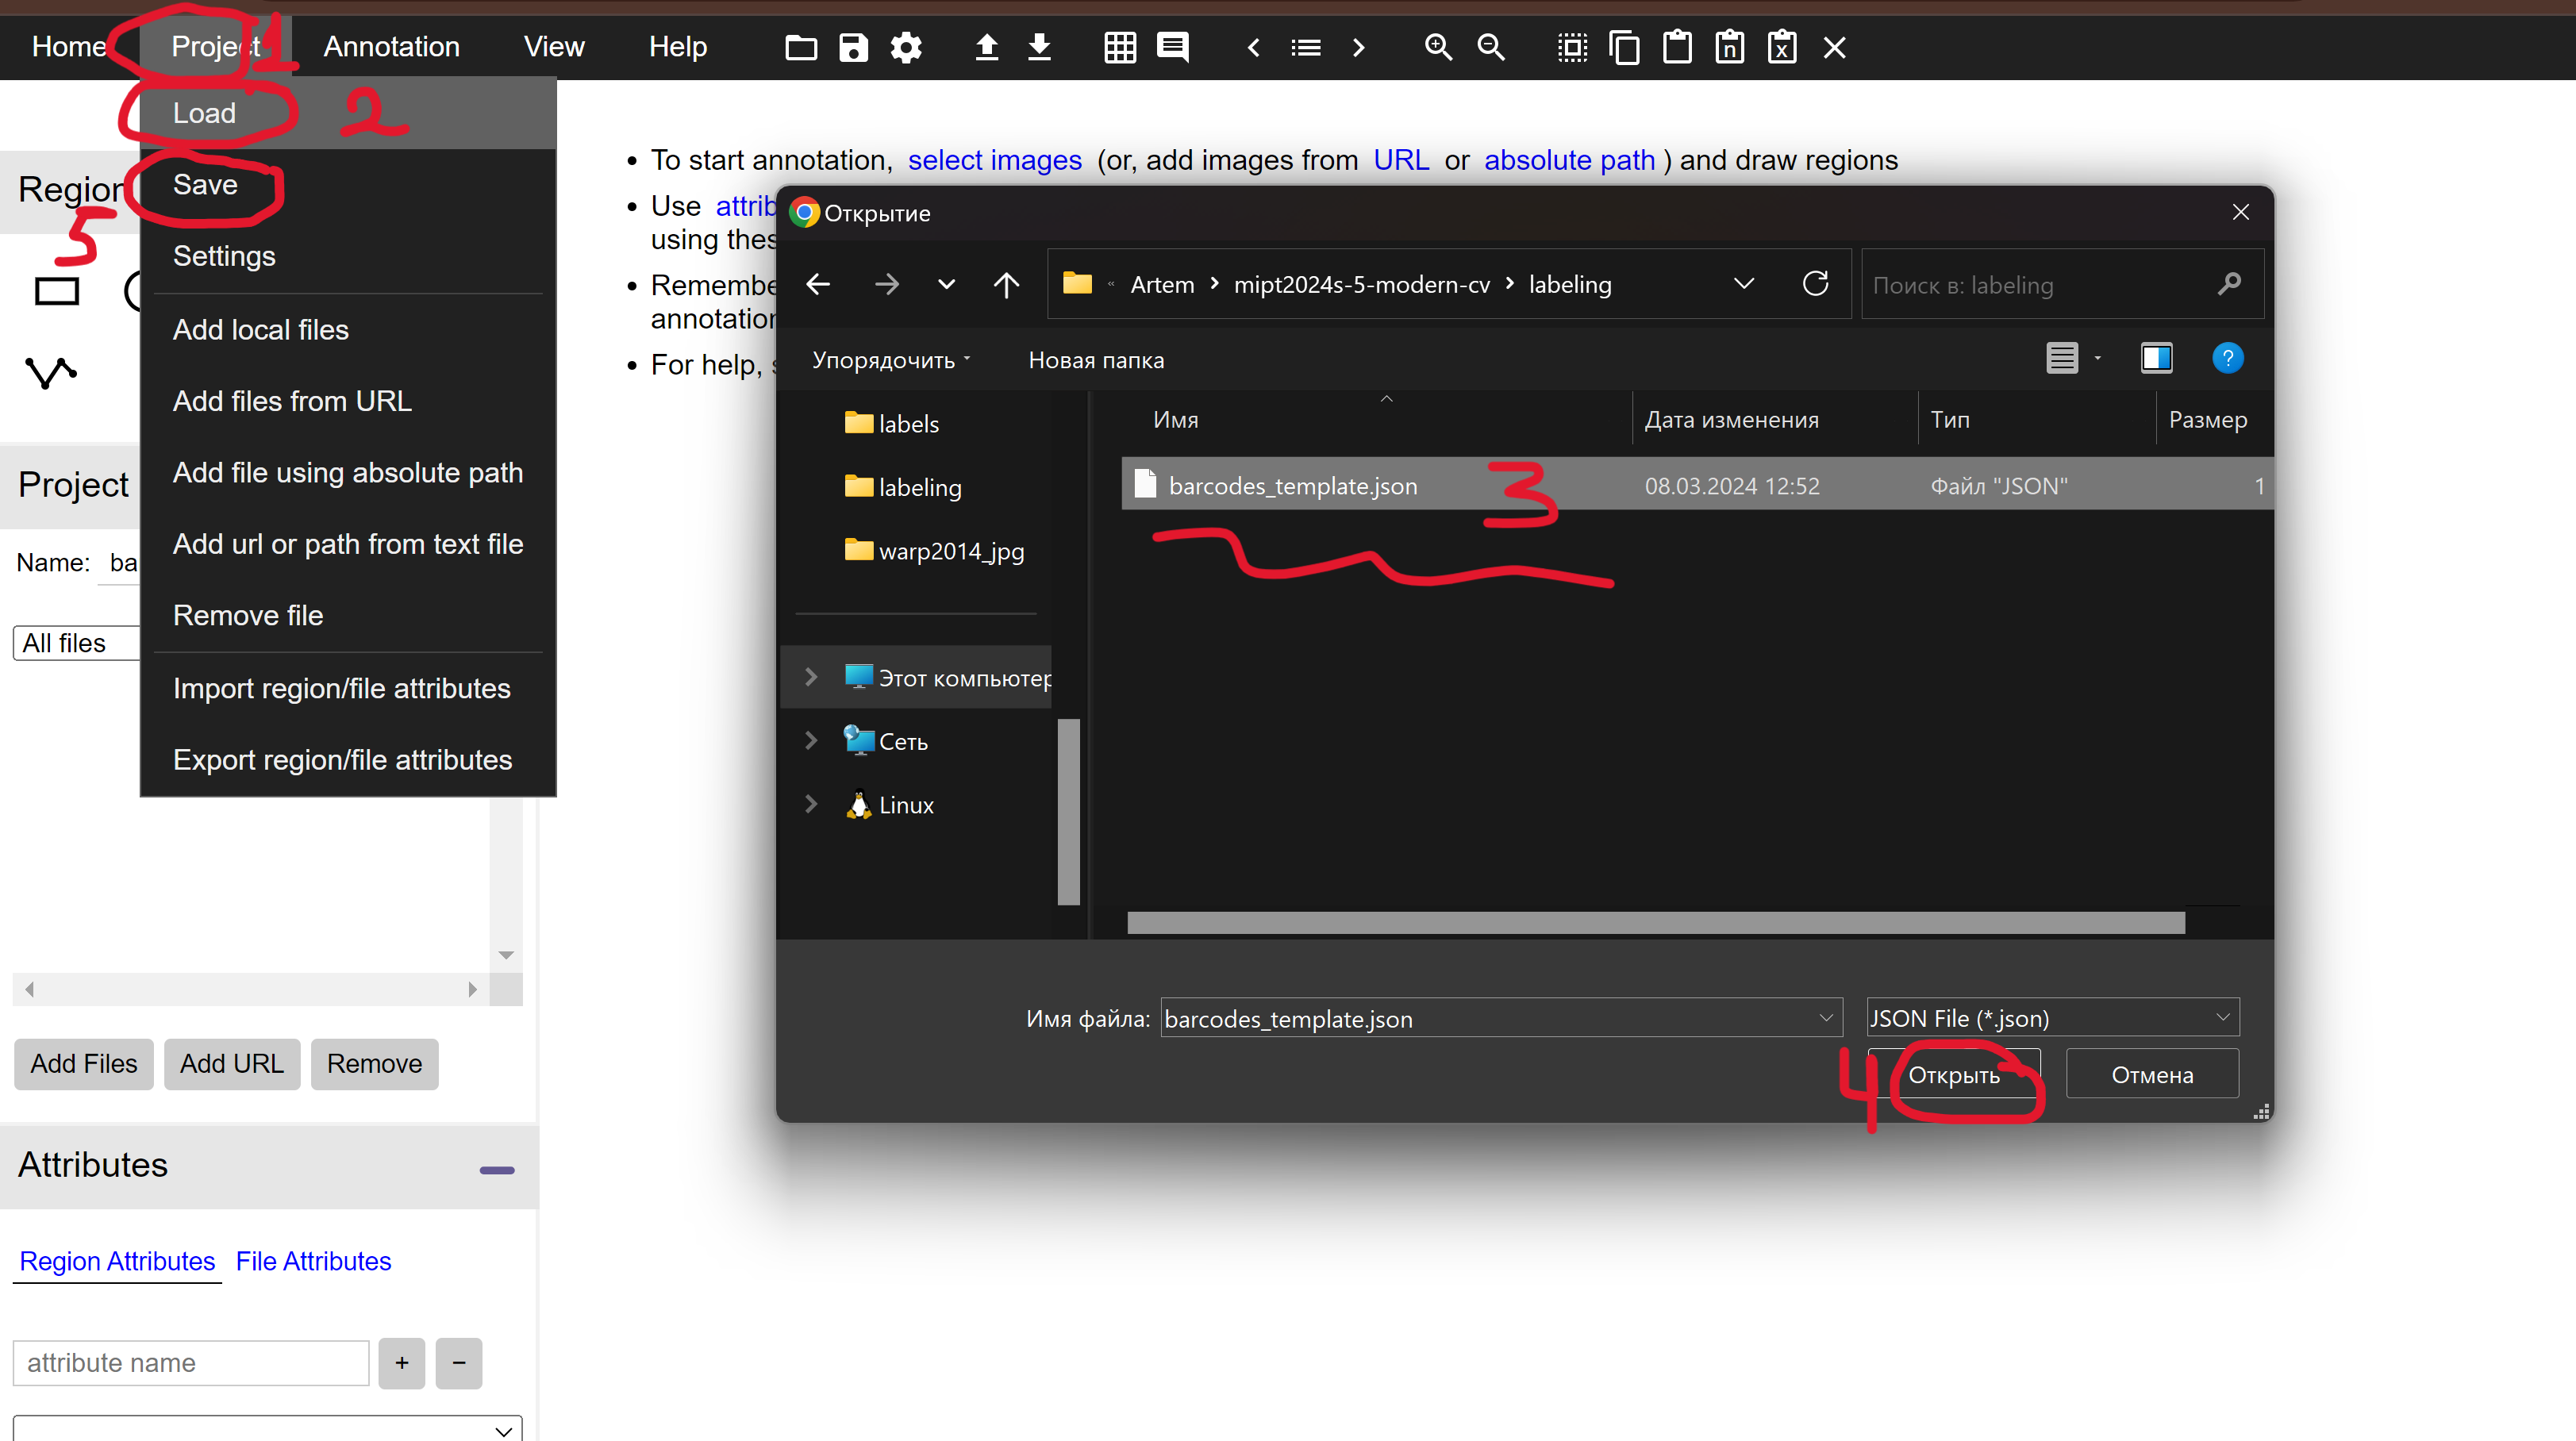 Home Project 1 Annotation View Help
Load 2
Save
5
Settings
Add local files
Add files from URL
Add file using absolute path
Add url or path from text file
Remove file
Import region/file attributes
Export region/file attributes
Region
Project
Name: ba
All files
Add Files Add URL Remove
Attributes
Region Attributes File Attributes
attribute name + −
To start annotation, select images (or, add images from URL or absolute path ) and draw regions
Use attrib
using thes
Remembe
annotation
For help, s
Открытие
« Artem › mipt2024s-5-modern-cv › labeling
Поиск в: labeling
Упорядочить Новая папка
labels
labeling
warp2014_jpg
Этот компьютер
Сеть
Linux
Имя Дата изменения Тип Размер
barcodes_template.json 3 08.03.2024 12:52 Файл "JSON" 1
Имя файла: barcodes_template.json JSON File (*.json)
4 Открыть Отмена